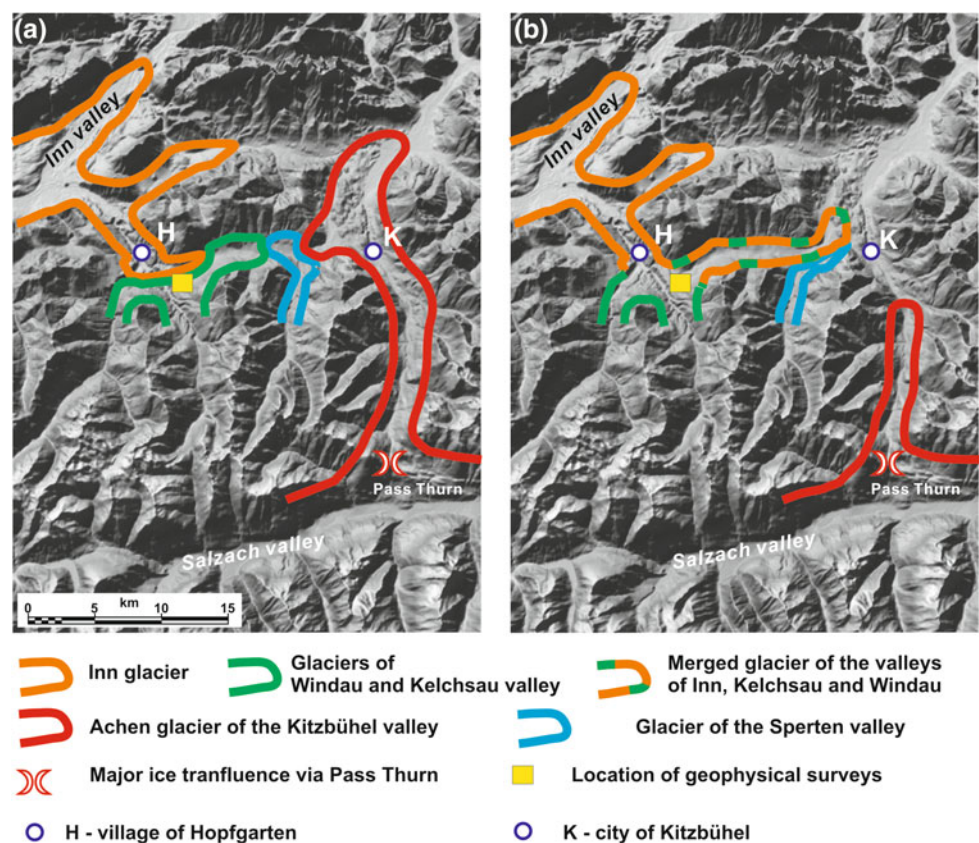 (a)
Inn valley
H
K
Pass Thurn
Salzach valley
km
0 5 10 15
(b)
Inn valley
H
K
Pass Thurn
Salzach valley
Inn glacier
Glaciers of
Windau and Kelchsau valley
Merged glacier of the valleys
of Inn, Kelchsau and Windau
Achen glacier of the Kitzbühel valley
Glacier of the Sperten valley
Major ice tranfluence via Pass Thurn
Location of geophysical surveys
H - village of Hopfgarten
K - city of Kitzbühel